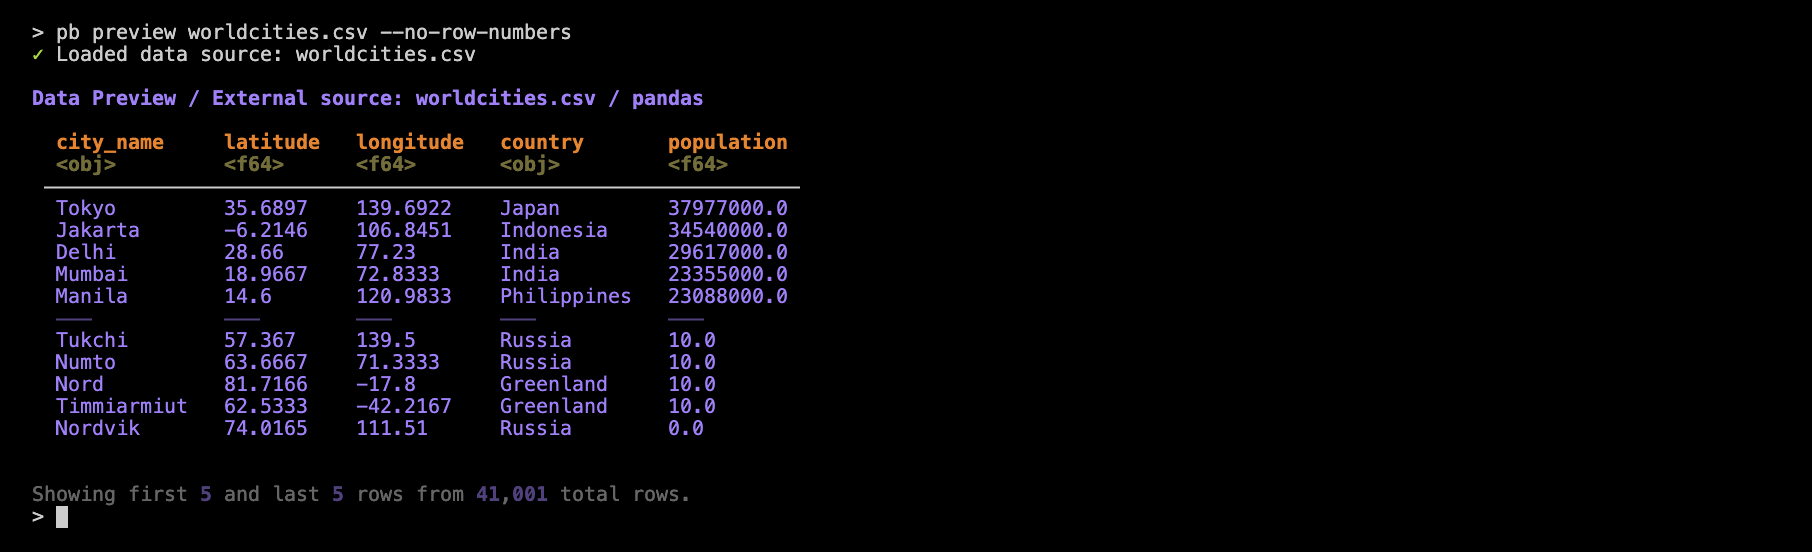 > pb preview worldcities.csv --no-row-numbers
✓ Loaded data source: worldcities.csv
Data Preview / External source: worldcities.csv / pandas
city_name latitude longitude country population
<obj> <f64> <f64> <obj> <f64>
Tokyo 35.6897 139.6922 Japan 37977000.0
Jakarta -6.2146 106.8451 Indonesia 34540000.0
Delhi 28.66 77.23 India 29617000.0
Mumbai 18.9667 72.8333 India 23355000.0
Manila 14.6 120.9833 Philippines 23088000.0
Tukchi 57.367 139.5 Russia 10.0
Numto 63.6667 71.3333 Russia 10.0
Nord 81.7166 -17.8 Greenland 10.0
Timmiarmiut 62.5333 -42.2167 Greenland 10.0
Nordvik 74.0165 111.51 Russia 0.0
Showing first 5 and last 5 rows from 41,001 total rows.
>